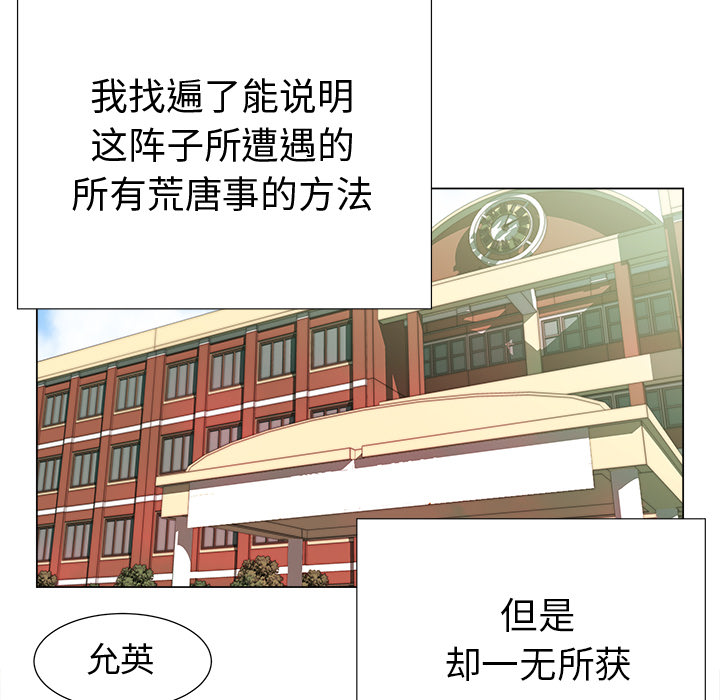 我找遍了能说明
这阵子所遭遇的
所有荒唐事的方法
但是
却一无所获
允英